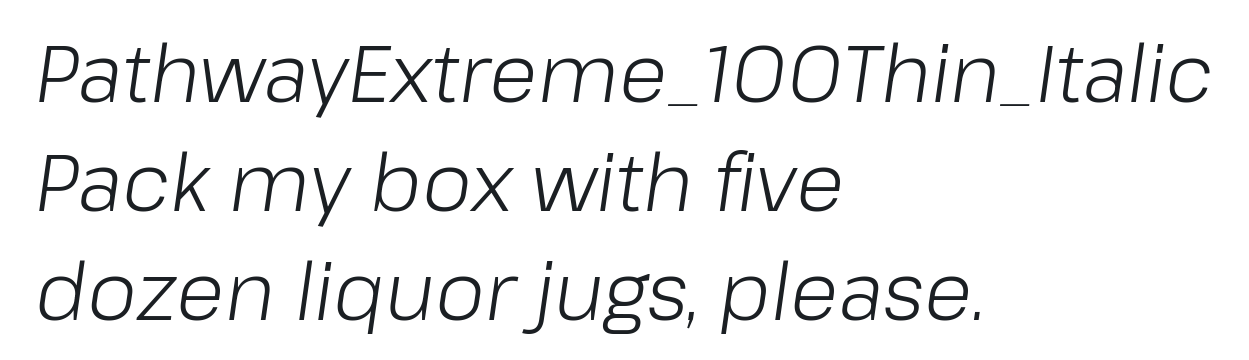 PathwayExtreme_100Thin_Italic
Pack my box with five
dozen liquor jugs, please.